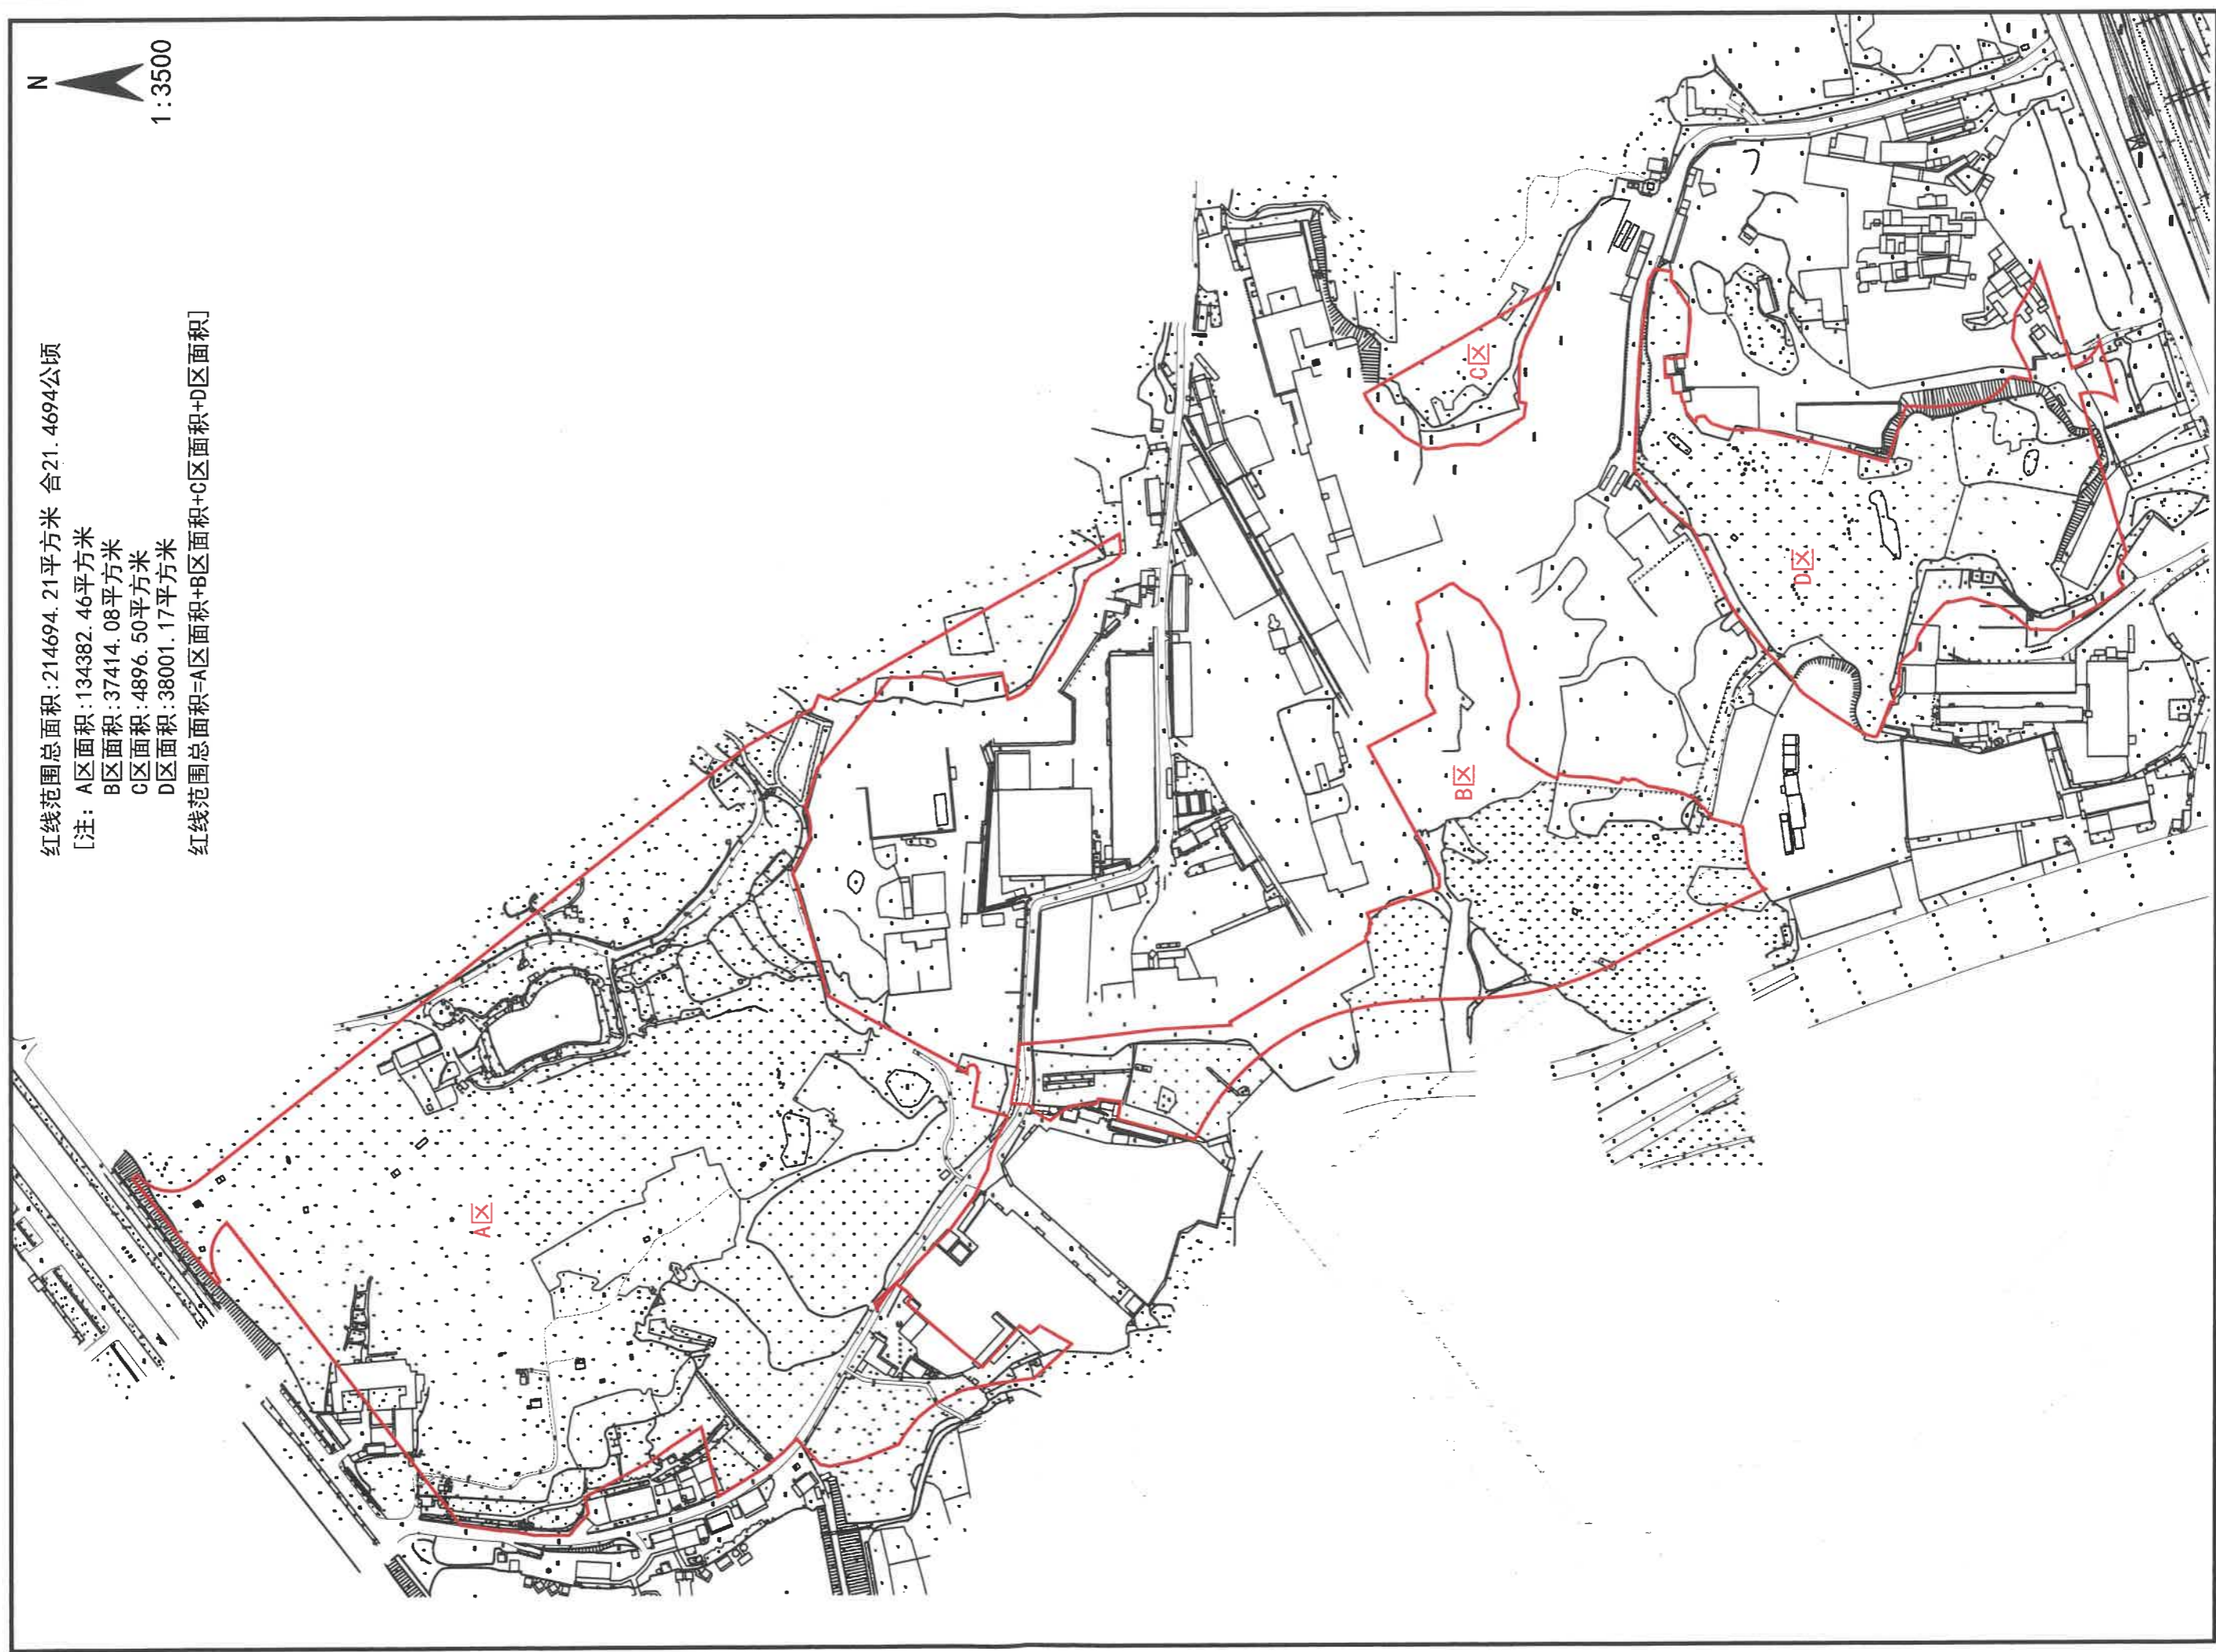 N
1:3500
红线范围总面积:214694.21平方米 合21.4694公顷
[注: A区面积:134382.46平方米
B区面积:37414.08平方米
C区面积:4896.50平方米
D区面积:38001.17平方米
红线范围总面积=A区面积+B区面积+C区面积+D区面积]
A区
B区
C区
D区